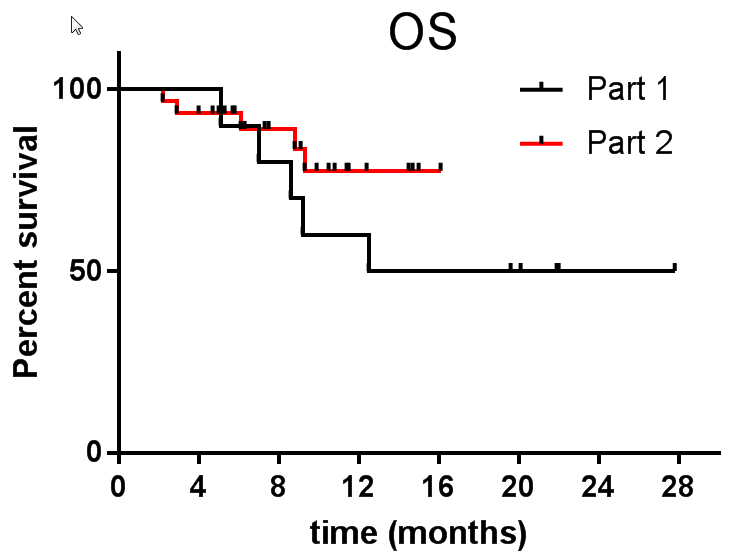 OS
Part 1
Part 2
Percent survival
100
50
0
0 4 8 12 16 20 24 28
time (months)